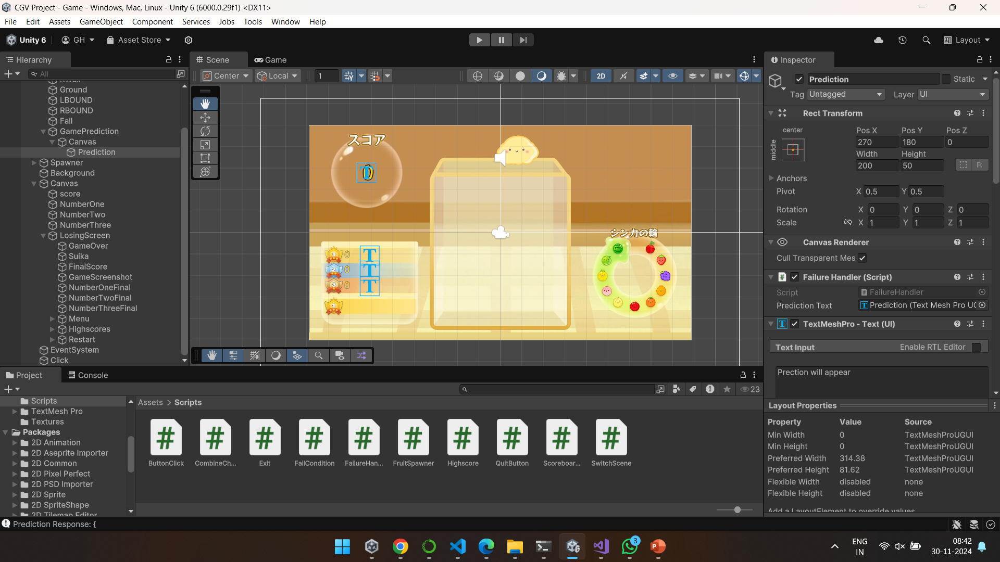 CGV Project - Game - Windows, Mac, Linux - Unity 6 (6000.0.29f1) <DX11>
File Edit Assets GameObject Component Services Jobs Tools Window Help
Unity 6 GH Asset Store Layout
Hierarchy
All
Ground
LBOUND
RBOUND
Fail
GamePrediction
Canvas
Prediction
Spawner
Background
Canvas
score
NumberOne
NumberTwo
NumberThree
LosingScreen
GameOver
Suika
FinalScore
GameScreenshot
NumberOneFinal
NumberTwoFinal
NumberThreeFinal
Menu
Highscores
Restart
EventSystem
Click
Scene Game
Center Local 1 2D
スコア
0
シンカの輪
1 0 T
2 0 T
3 0 T
1
Inspector
Prediction Static
Tag Untagged Layer UI
Rect Transform
center
middle
Pos X Pos Y Pos Z
270 180 0
Width Height
200 50 R
Anchors
Pivot X 0.5 Y 0.5
Rotation X 0 Y 0 Z 0
Scale X 1 Y 1 Z 1
Canvas Renderer
Cull Transparent Mes
Failure Handler (Script)
Script FailureHandler
Prediction Text Prediction (Text Mesh Pro UG
TextMeshPro - Text (UI)
Text Input Enable RTL Editor
Prection will appear
Layout Properties
Property Value Source
Min Width 0 TextMeshProUGUI
Min Height 0 TextMeshProUGUI
Preferred Width 314.38 TextMeshProUGUI
Preferred Height 81.62 TextMeshProUGUI
Flexible Width disabled none
Flexible Height disabled none
Add a LayoutElement to override values
Project Console
23
Scripts
TextMesh Pro
Textures
Packages
2D Animation
2D Aseprite Importer
2D Common
2D Pixel Perfect
2D PSD Importer
2D Sprite
2D SpriteShape
2D Tilemap Editor
Assets > Scripts
ButtonClick CombineCh... Exit FailCondition FailureHan... FruitSpawner Highscore QuitButton Scoreboar... SwitchScene
Prediction Response: {
3
ENG
IN
08:42
30-11-2024